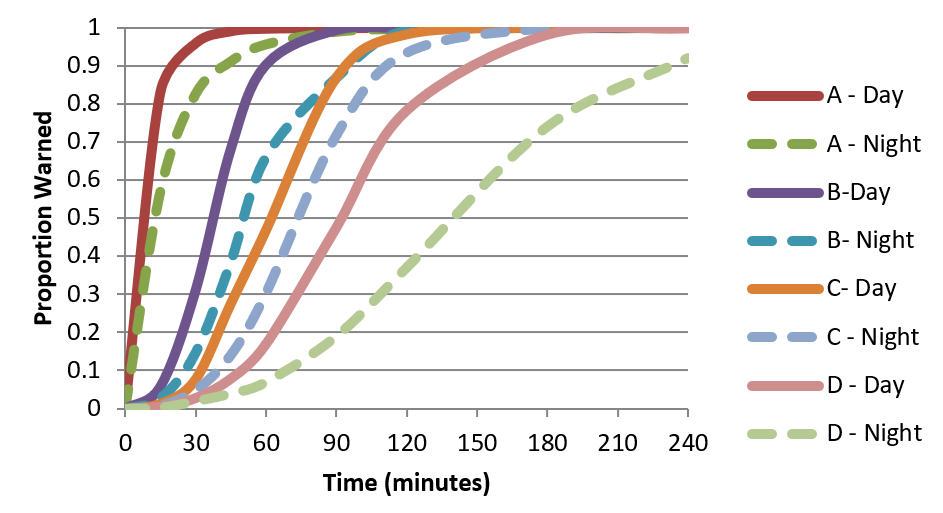 1
0.9
0.8
0.7
0.6
0.5
0.4
0.3
0.2
0.1
0
Proportion Warned
0 30 60 90 120 150 180 210 240
Time (minutes)
A - Day
A - Night
B-Day
B- Night
C- Day
C - Night
D - Day
D - Night